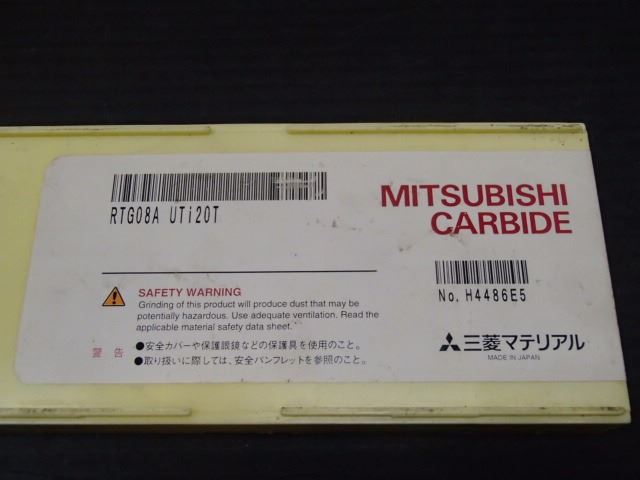 MITSUBISHI
CARBIDE
RTG08A UTi20T
No. H4486E5
SAFETY WARNING
Grinding of this product will produce dust that may be
potentially hazardous. Use adequate ventilation. Read the
applicable material safety data sheet.
警告
●安全カバーや保護眼鏡などの保護具を使用のこと。
●取り扱いに際しては、安全パンフレットを参照のこと。
三菱マテリアル
MADE IN JAPAN